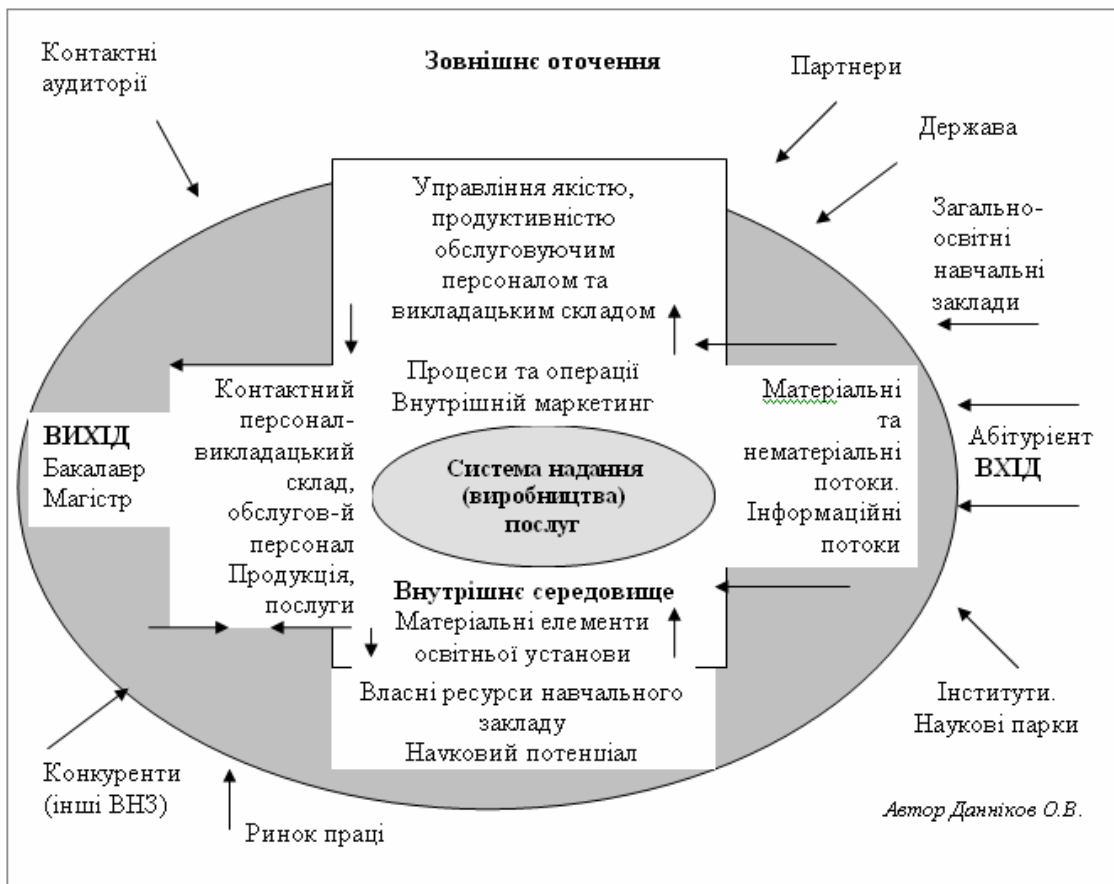 Контактні
аудиторії
Зовнішнє оточення
Партнери
Держава
Загально-
освітні
навчальні
заклади
Управління якістю,
продуктивністю
обслуговуючим
персоналом та
викладацьким складом
Процеси та операції
Внутрішній маркетинг
ВИХІД
Бакалавр
Магістр
Контактний
персонал-
викладацький
склад,
обслугов-й
персонал
Продукція,
послуги
Система надання
(виробництва)
послуг
Матеріальні
та
нематеріальні
потоки.
Інформаційні
потоки
Абітурієнт
ВХІД
Внутрішнє середовище
Матеріальні елементи
освітньої установи
Власні ресурси навчального
закладу
Науковий потенціал
Інститути.
Наукові парки
Конкуренти
(інші ВНЗ)
Ринок праці
Автор Данніков О.В.